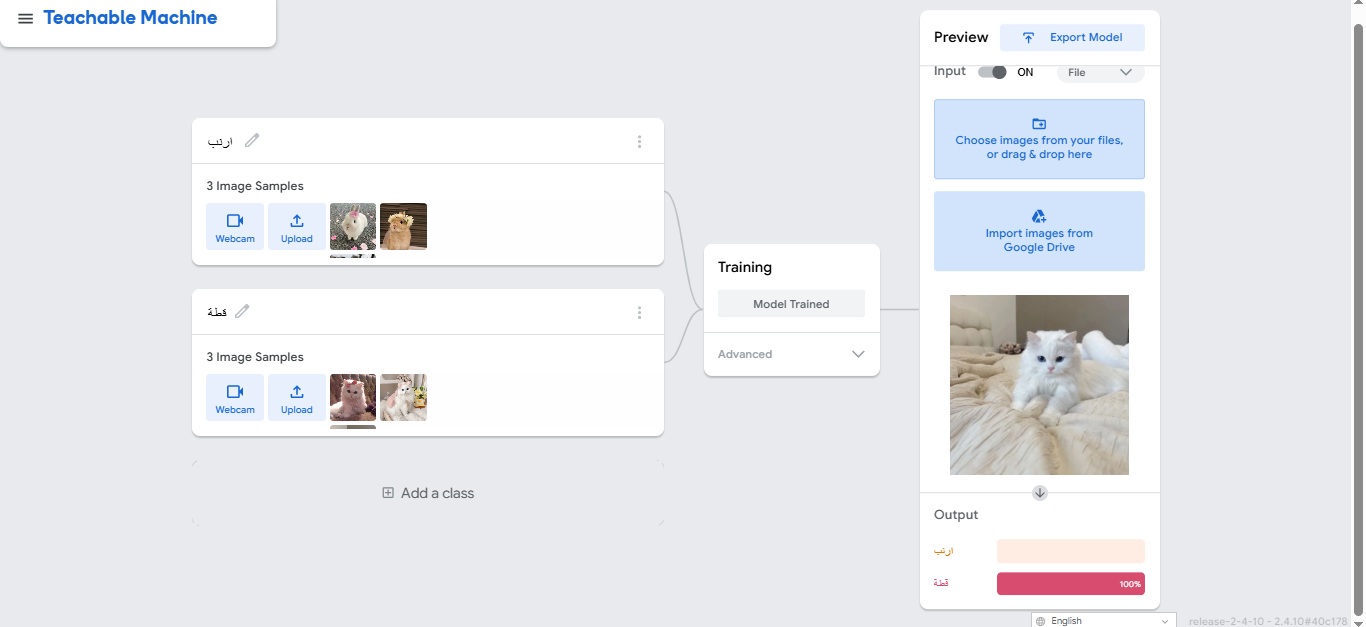 Teachable Machine
ارنب
3 Image Samples
Webcam
Upload
قطة
3 Image Samples
Webcam
Upload
Add a class
Training
Model Trained
Advanced
Preview
Export Model
Input
ON
File
Choose images from your files,
or drag & drop here
Import images from
Google Drive
Output
ارنب
قطة
100%
English
release-2-4-10 - 2.4.10#40c178